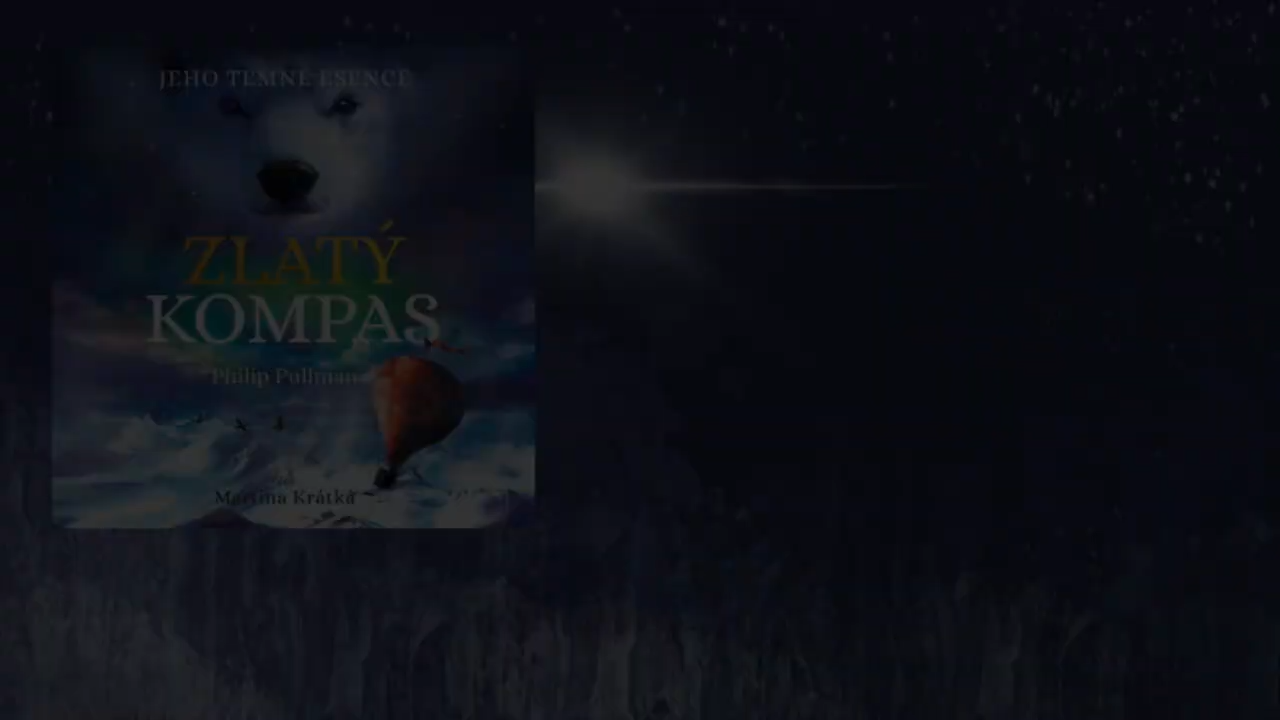 JEHO TEMNÉ ESENCE
ZLATÝ
KOMPAS
Philip Pullman
Martina Krátká